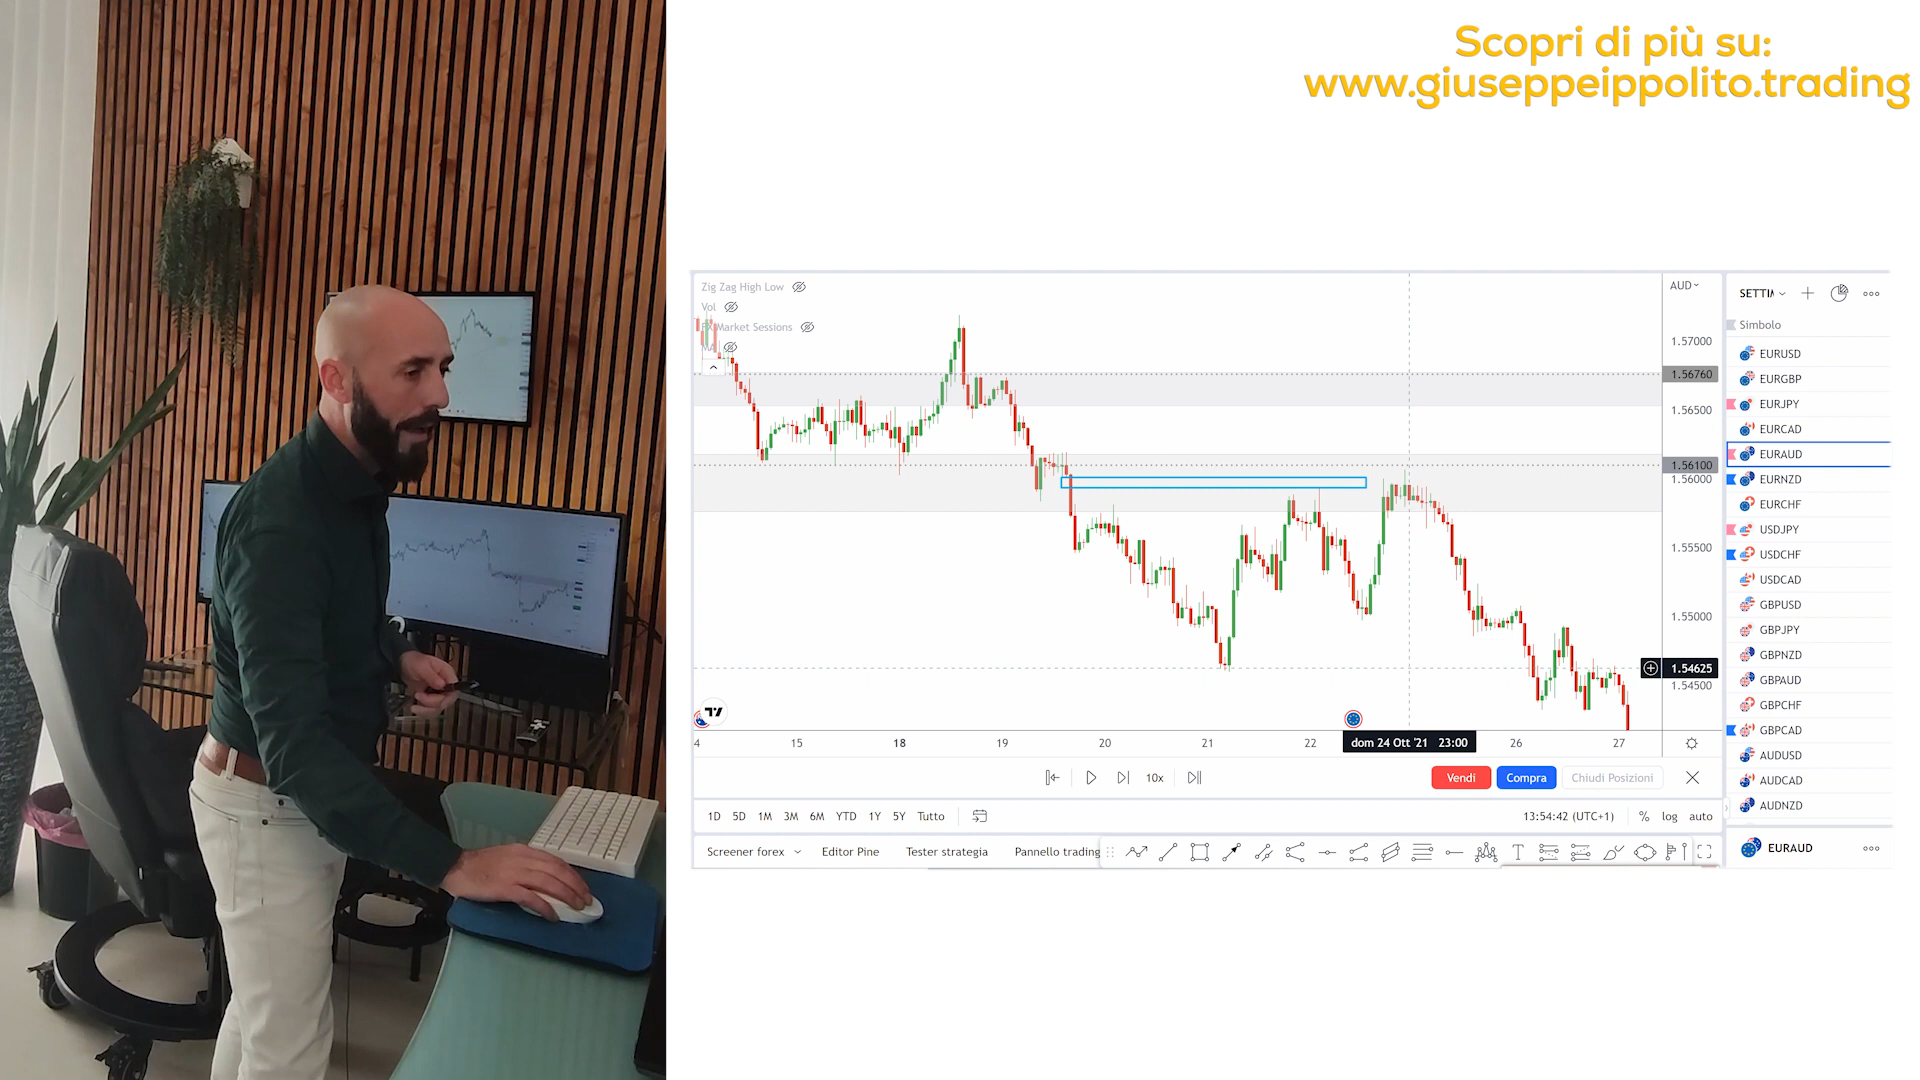 Scopri di più su:
www.giuseppeippolito.trading
Zig Zag High Low
Vol
Market Sessions
AUD
1.57000
1.56760
1.56500
1.56100
1.56000
1.55500
1.55000
1.54625
1.54500
4 15 18 19 20 21 22 dom 24 Ott '21 23:00 26 27
10x
Vendi
Compra
Chiudi Posizioni
1D 5D 1M 3M 6M YTD 1Y 5Y Tutto
13:54:42 (UTC+1)
% log auto
Screener forex
Editor Pine
Tester strategia
Pannello trading
Simbolo
EURUSD
EURGBP
EURJPY
EURCAD
EURAUD
EURNZD
EURCHF
USDJPY
USDCHF
USDCAD
GBPUSD
GBPJPY
GBPNZD
GBPAUD
GBPCHF
GBPCAD
AUDUSD
AUDCAD
AUDNZD
EURAUD